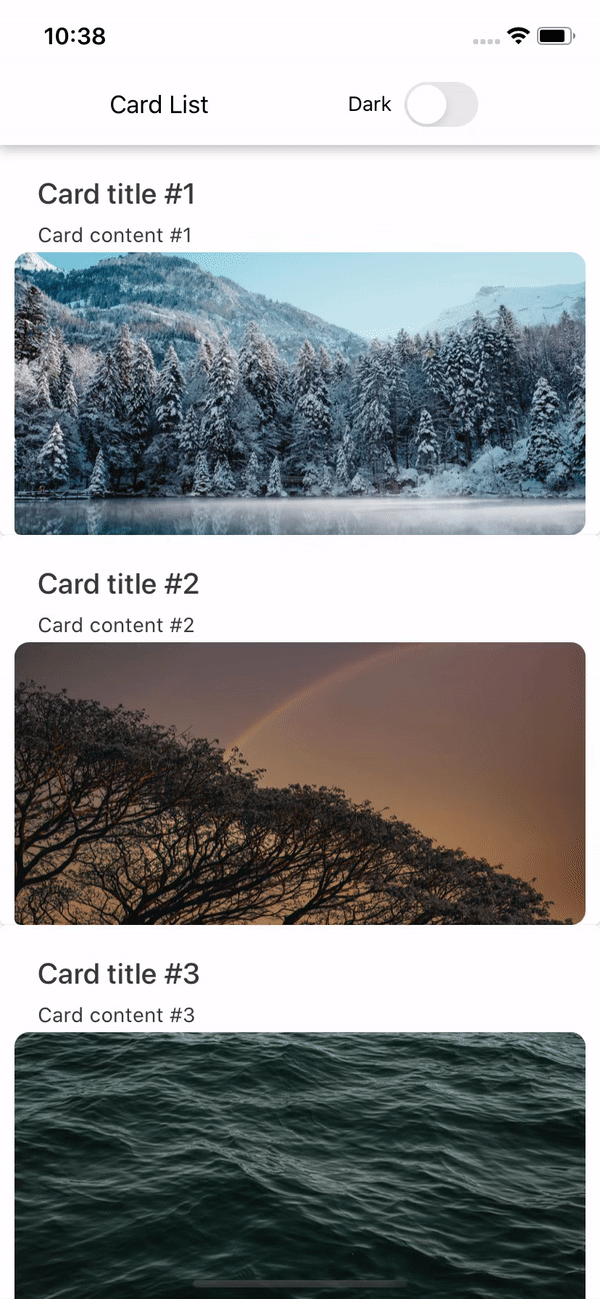 10:38
Card List Dark
Card title #1
Card content #1
Card title #2
Card content #2
Card title #3
Card content #3